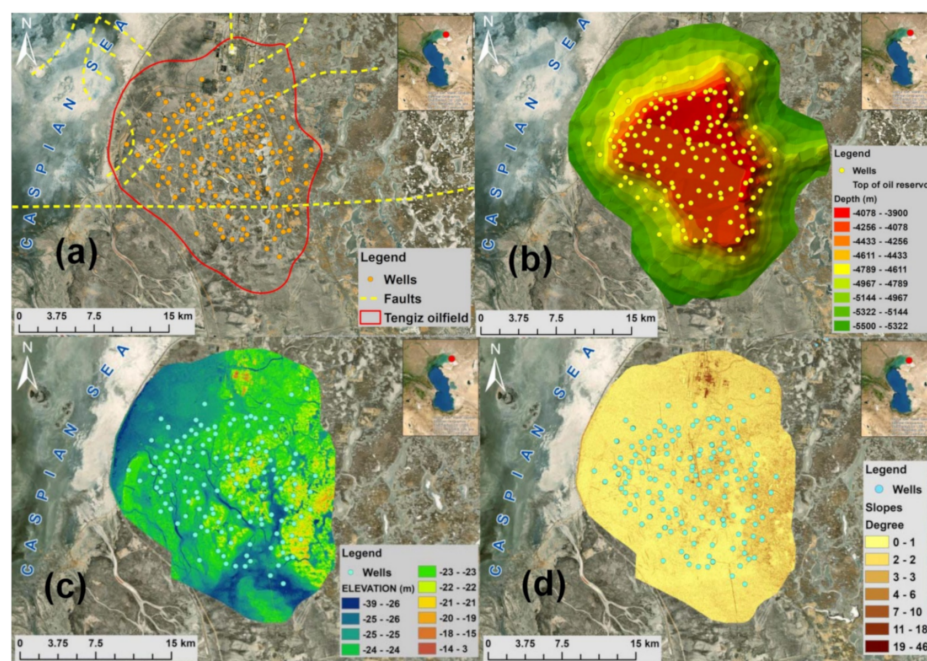 CASPIAN SEA
(a)
Legend
Wells
Faults
Tengiz oilfield
0 3.75 7.5 15 km
CASPIAN SEA
(b)
Legend
Wells
Top of oil reservo
Depth (m)
-4078 - -3900
-4256 - -4078
-4433 - -4256
-4611 - -4433
-4789 - -4611
-4967 - -4789
-5144 - -4967
-5322 - -5144
-5500 - -5322
0 3.75 7.5 15 km
CASPIAN SEA
(c)
Legend
Wells
ELEVATION (m)
-39 - -26
-25 - -26
-25 - -25
-24 - -24
-23 - -23
-22 - -22
-21 - -21
-20 - -19
-18 - -15
-14 - 3
0 3.75 7.5 15 km
CASPIAN SEA
(d)
Legend
Wells
Slopes
Degree
0 - 1
2 - 2
3 - 3
4 - 6
7 - 10
11 - 18
19 - 46
0 3.75 7.5 15 km